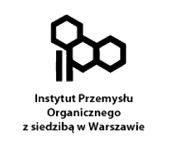 Instytut Przemysłu
Organicznego
z siedzibą w Warszawie